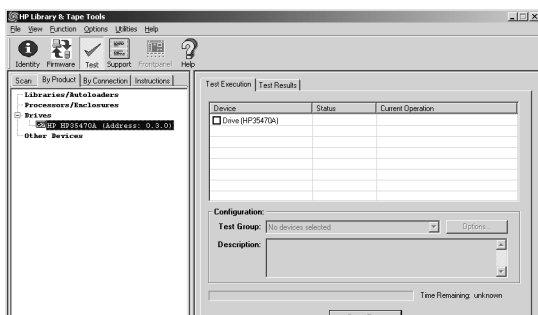 HP Library & Tape Tools
File View Function Options Utilities Help
Identity Firmware Test Support Frontpanel Help
Scan By Product By Connection Instructions
Libraries/Autoloaders
Processors/Enclosures
Drives
HP HP35470A (Address: 0.3.0)
Other Devices
Test Execution Test Results
Device Status Current Operation
Drive (HP35470A)
Configuration:
Test Group: No devices selected Options...
Description:
Time Remaining: unknown